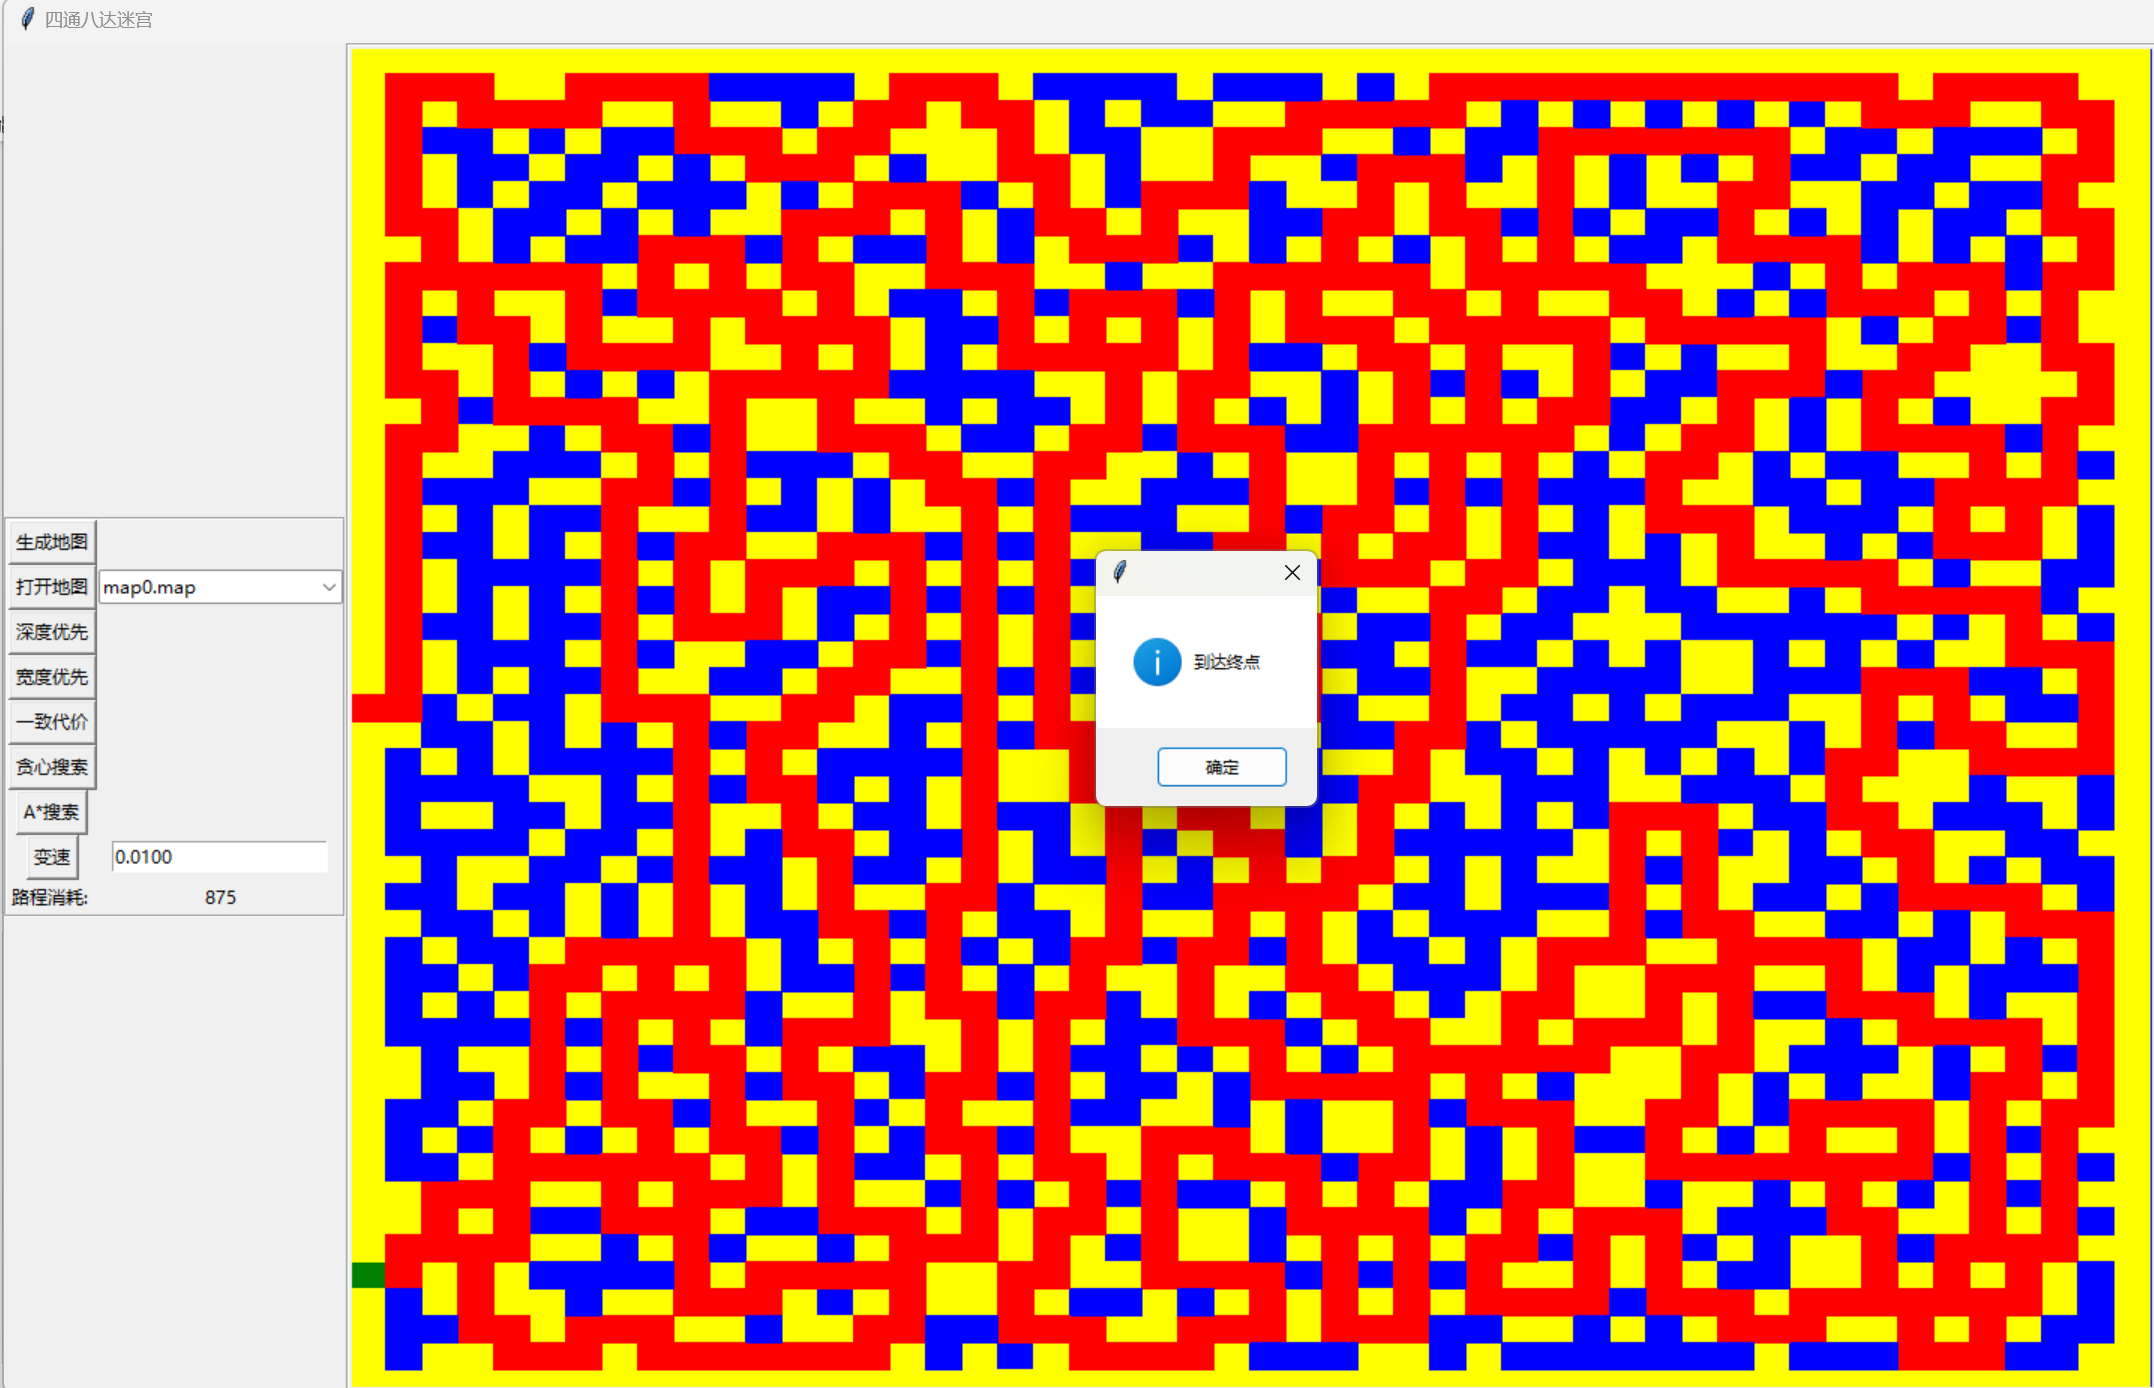 四通八达迷宫
生成地图
打开地图 map0.map
深度优先
宽度优先
一致代价
贪心搜索
A*搜索
变速 0.0100
路程消耗: 875
到达终点
确定